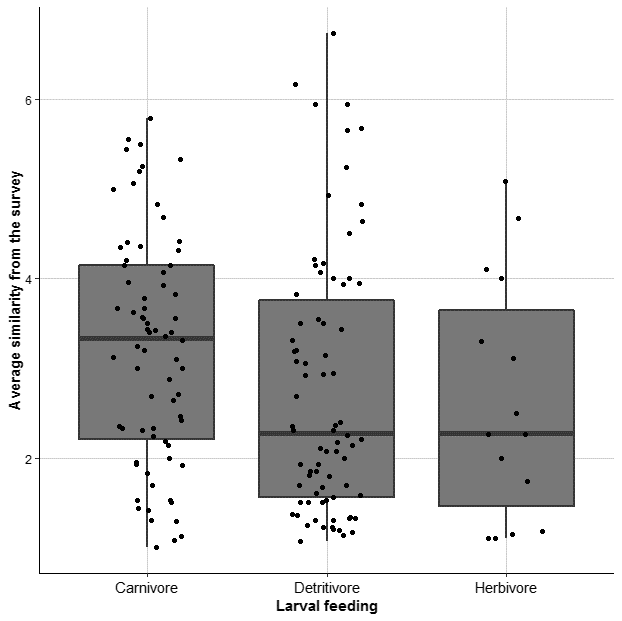 Average similarity from the survey
6
4
2
Carnivore
Detritivore
Herbivore
Larval feeding